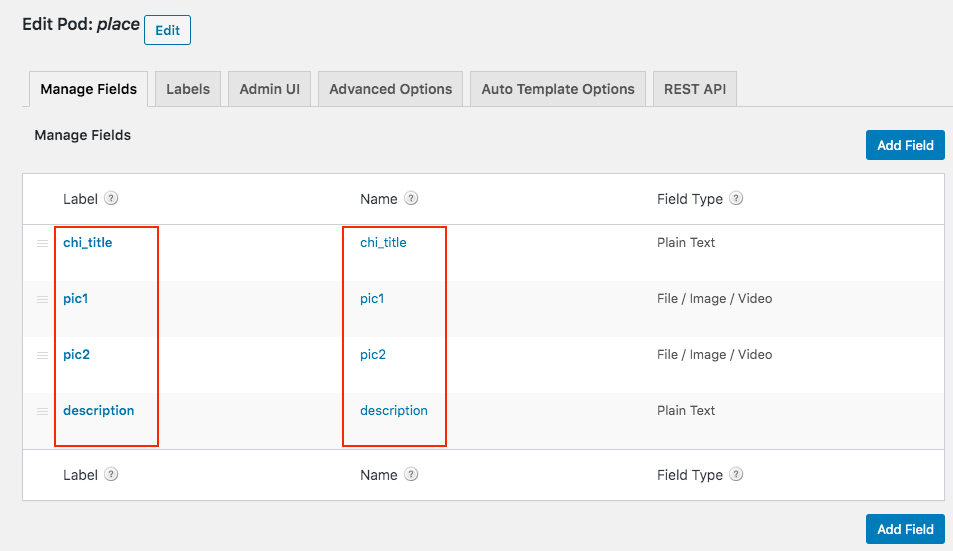 Edit Pod: place Edit
Manage Fields Labels Admin UI Advanced Options Auto Template Options REST API
Manage Fields
Add Field
Label ? Name ? Field Type ?
chi_title chi_title Plain Text
pic1 pic1 File / Image / Video
pic2 pic2 File / Image / Video
description description Plain Text
Label ? Name ? Field Type ?
Add Field